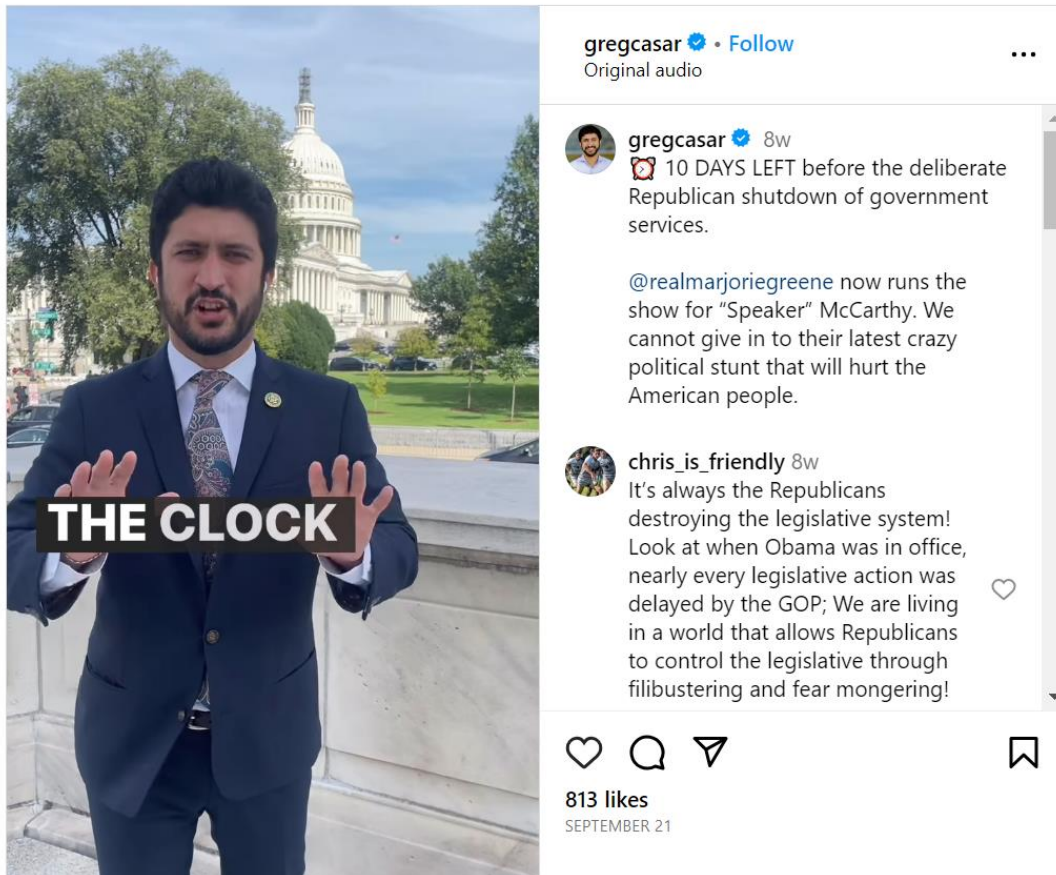 gregcasar • Follow
Original audio
THE CLOCK
gregcasar 8w
⏰ 10 DAYS LEFT before the deliberate
Republican shutdown of government
services.
@realmarjoriegreene now runs the
show for “Speaker” McCarthy. We
cannot give in to their latest crazy
political stunt that will hurt the
American people.
chris_is_friendly 8w
It’s always the Republicans
destroying the legislative system!
Look at when Obama was in office,
nearly every legislative action was
delayed by the GOP; We are living
in a world that allows Republicans
to control the legislative through
filibustering and fear mongering!
813 likes
SEPTEMBER 21